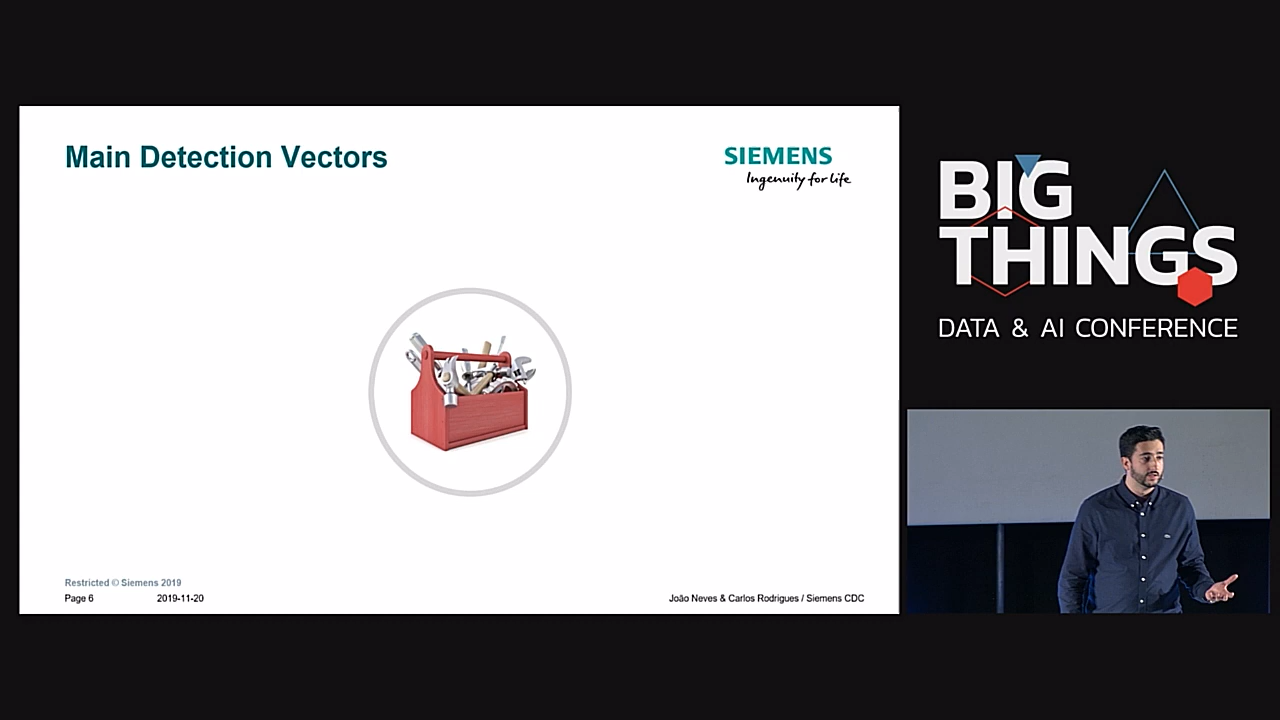 Main Detection Vectors
SIEMENS
Ingenuity for life
Restricted © Siemens 2019
Page 6
2019-11-20
João Neves & Carlos Rodrigues / Siemens CDC
BIG
THINGS
DATA & AI CONFERENCE